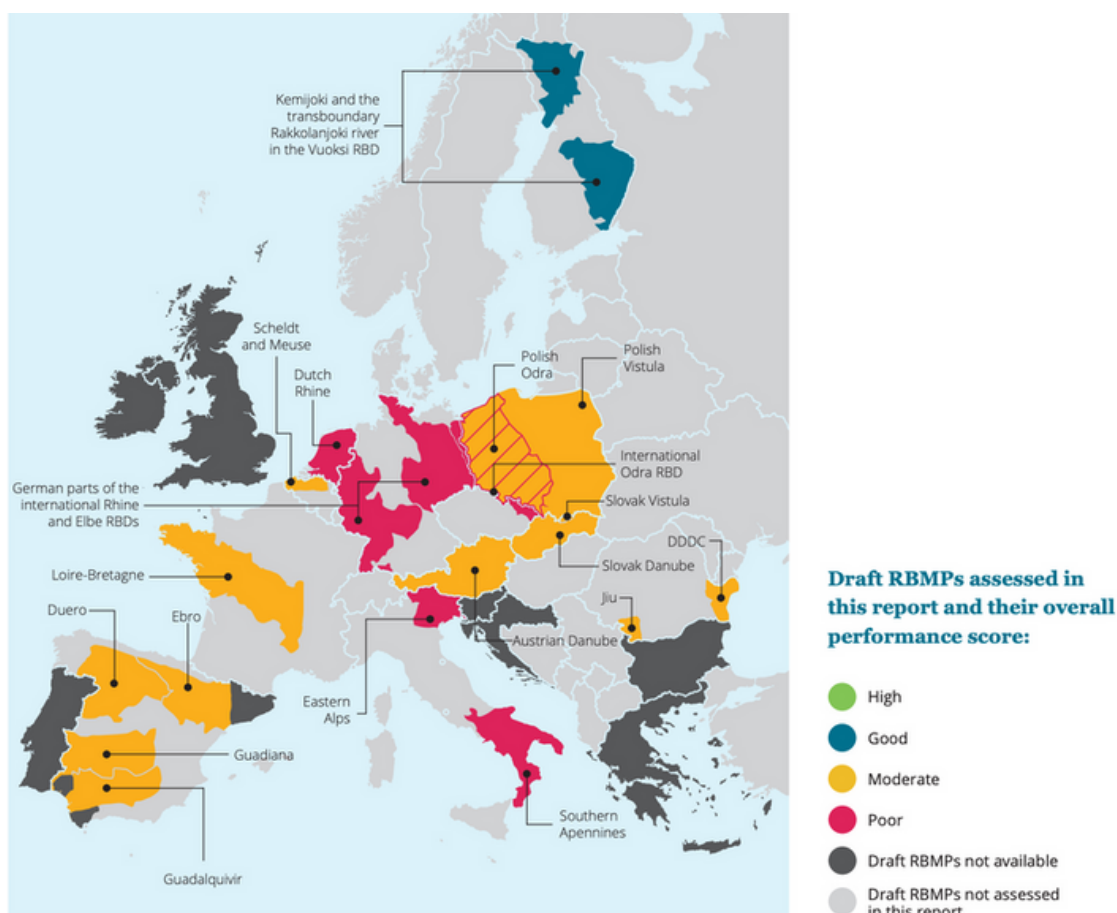 Kemijoki and the
transboundary
Rakkolanjoki river
in the Vuoksi RBD
Scheldt
and Meuse
Dutch
Rhine
Polish
Odra
Polish
Vistula
International
Odra RBD
German parts of the
international Rhine
and Elbe RBDs
Slovak Vistula
DDDC
Slovak Danube
Loire-Bretagne
Jiu
Duero
Ebro
Austrian Danube
Eastern
Alps
Guadiana
Southern
Apennines
Guadalquivir
Draft RBMPs assessed in
this report and their overall
performance score:
High
Good
Moderate
Poor
Draft RBMPs not available
Draft RBMPs not assessed
in this report